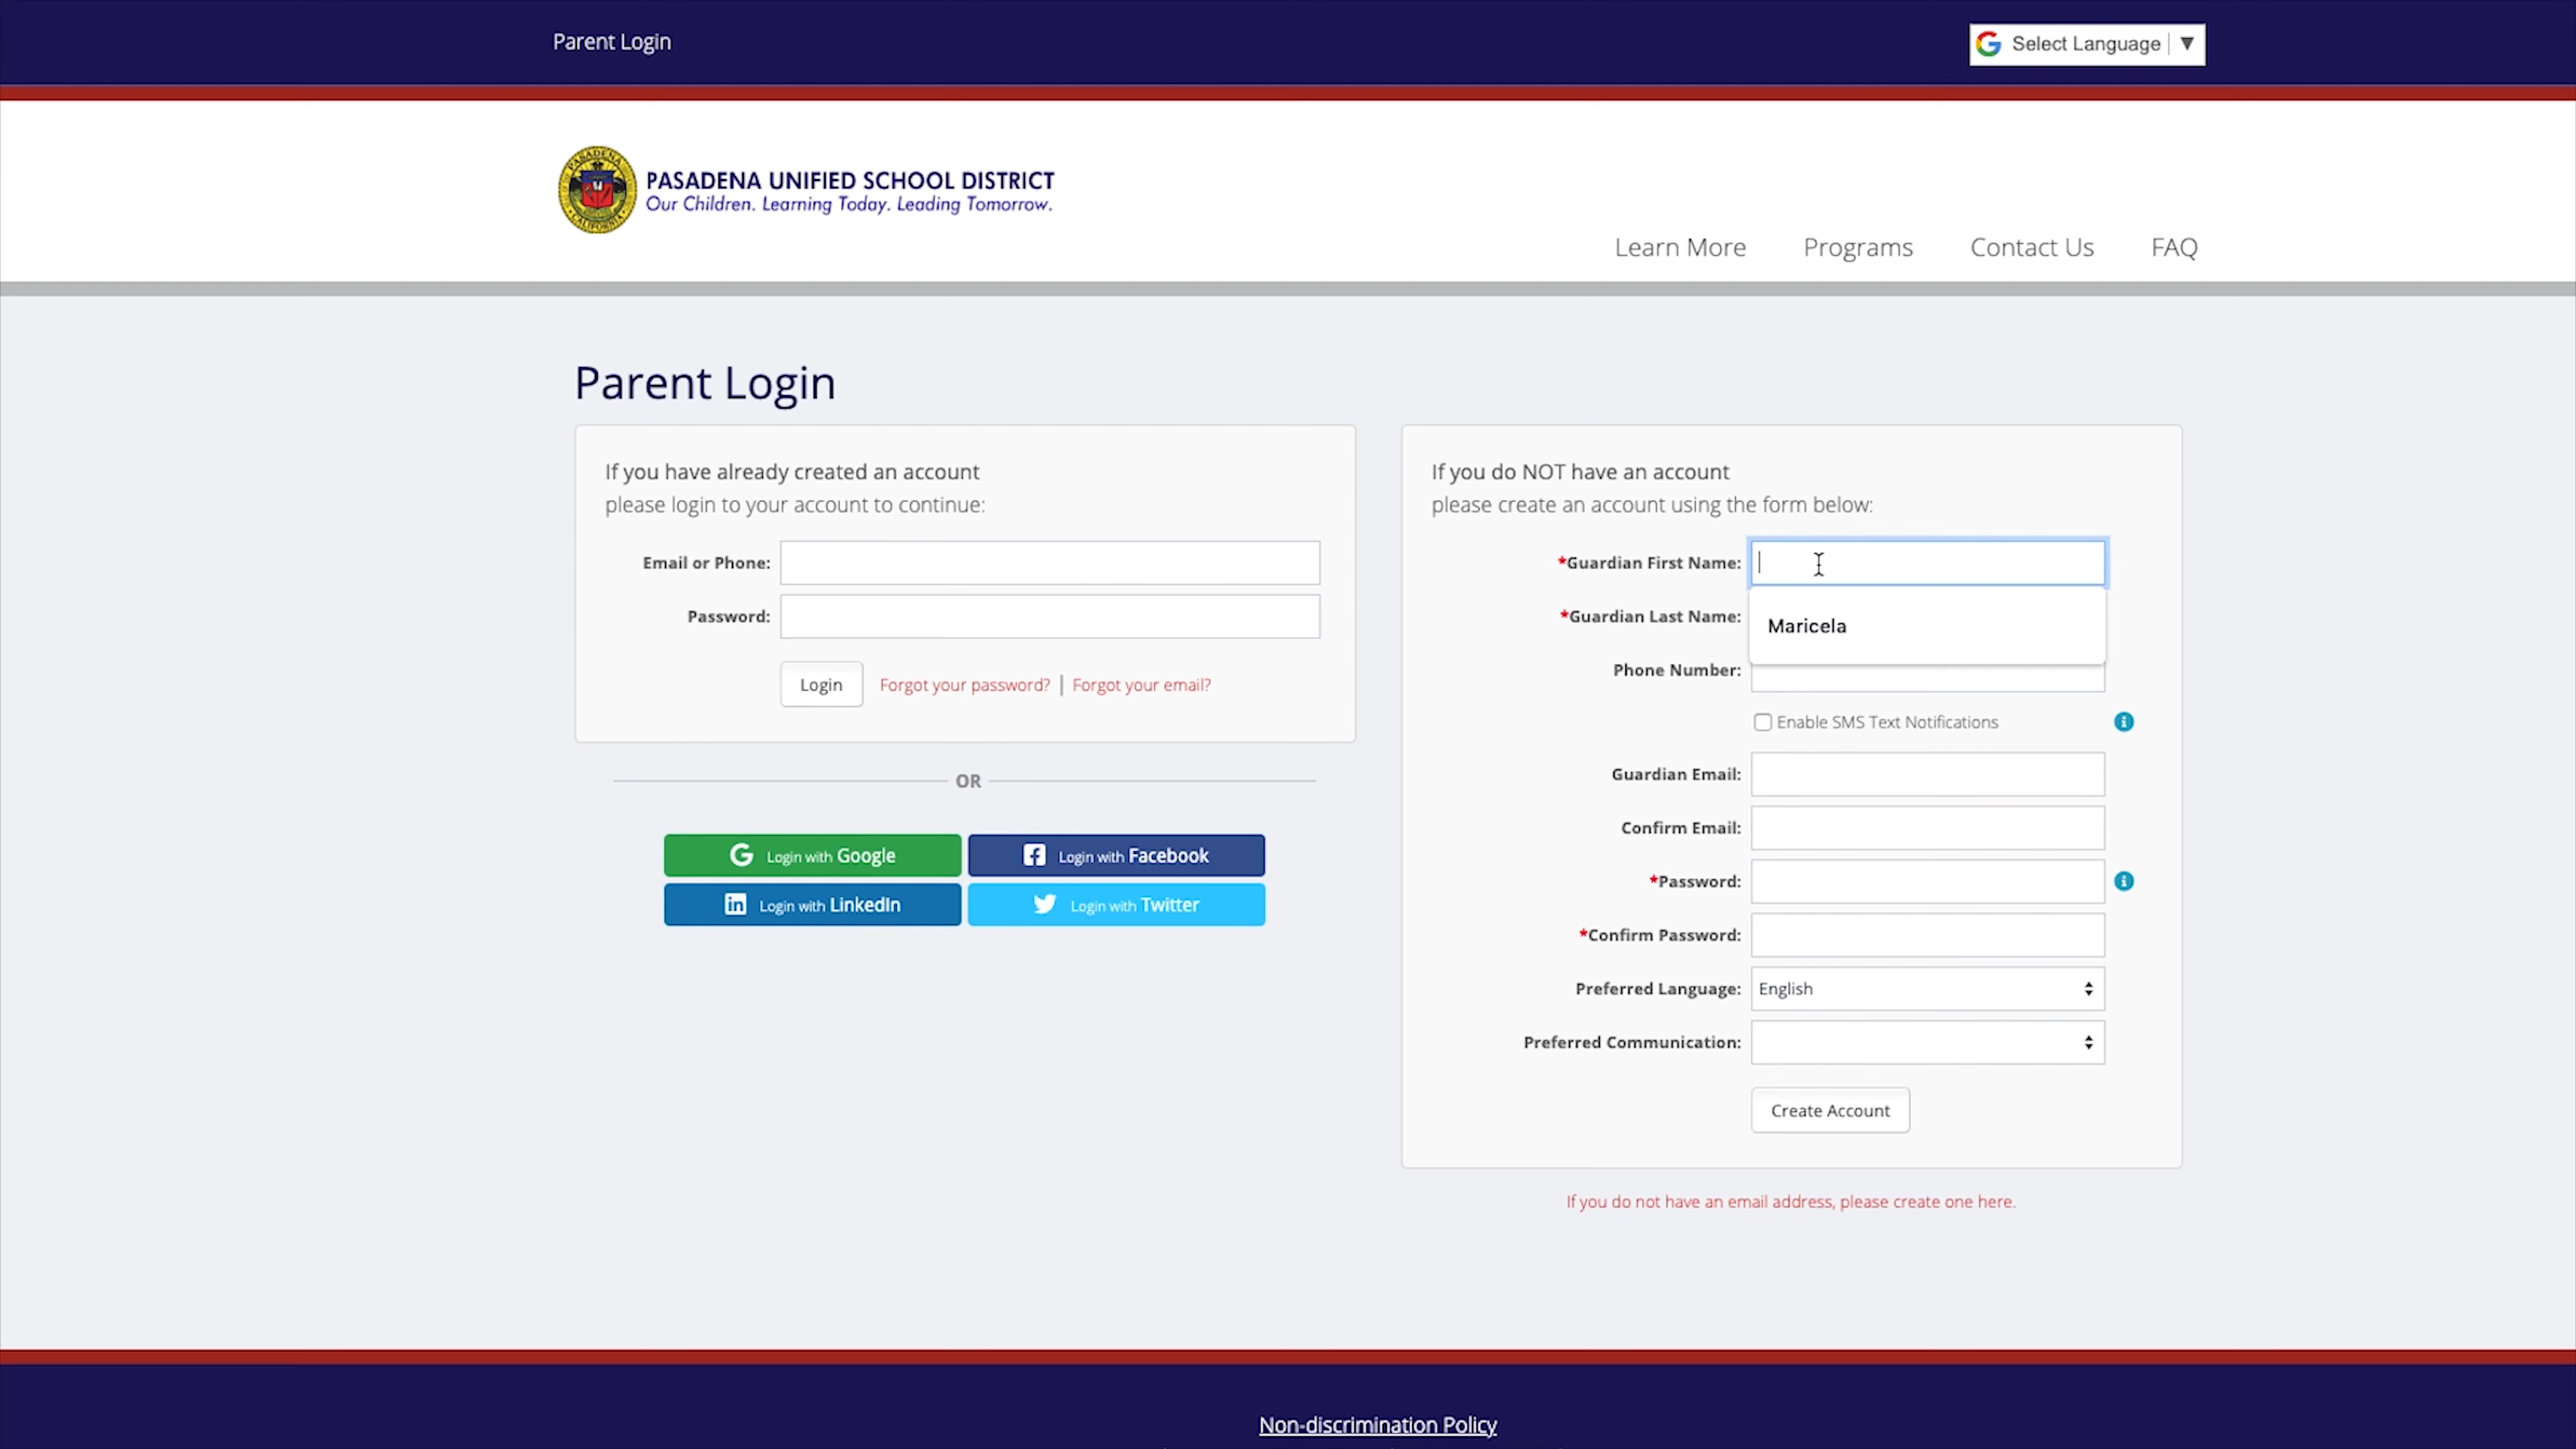 Parent Login
Select Language ▼
PASADENA UNIFIED SCHOOL DISTRICT
Our Children. Learning Today. Leading Tomorrow.
Learn More Programs Contact Us FAQ
Parent Login
If you have already created an account
please login to your account to continue:
Email or Phone:
Password:
Login Forgot your password? | Forgot your email?
OR
Login with Google Login with Facebook
Login with LinkedIn Login with Twitter
If you do NOT have an account
please create an account using the form below:
*Guardian First Name:
*Guardian Last Name: Maricela
Phone Number:
Enable SMS Text Notifications
Guardian Email:
Confirm Email:
*Password:
*Confirm Password:
Preferred Language: English
Preferred Communication:
Create Account
If you do not have an email address, please create one here.
Non-discrimination Policy